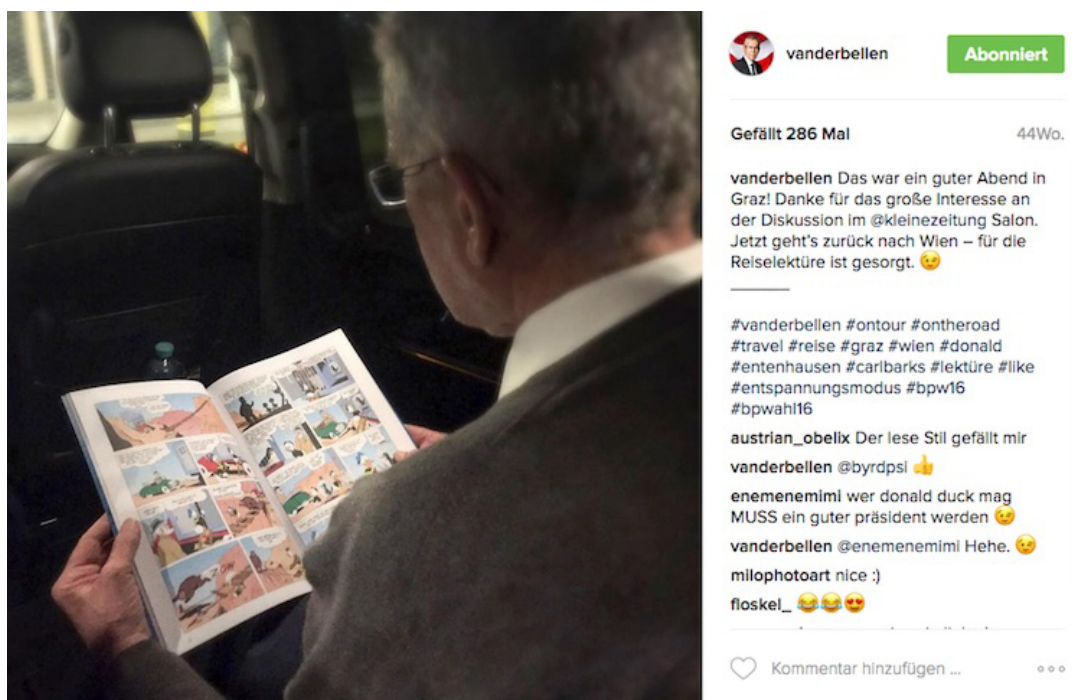 vanderbellen
Abonniert
Gefällt 286 Mal
44Wo.
vanderbellen Das war ein guter Abend in
Graz! Danke für das große Interesse an
der Diskussion im @kleinezeitung Salon.
Jetzt geht's zurück nach Wien – für die
Reiselektüre ist gesorgt. 😉
#vanderbellen #ontour #ontheroad
#travel #reise #graz #wien #donald
#entenhausen #carlbarks #lektüre #like
#entspannungsmodus #bpw16
#bpwahl16
austrian_obelix Der lese Stil gefällt mir
vanderbellen @byrdpsi 👍
enemenemimi wer donald duck mag
MUSS ein guter präsident werden 😉
vanderbellen @enemenemimi Hehe. 😉
milophotoart nice :)
floskel_ 😂😂😍
Kommentar hinzufügen ...